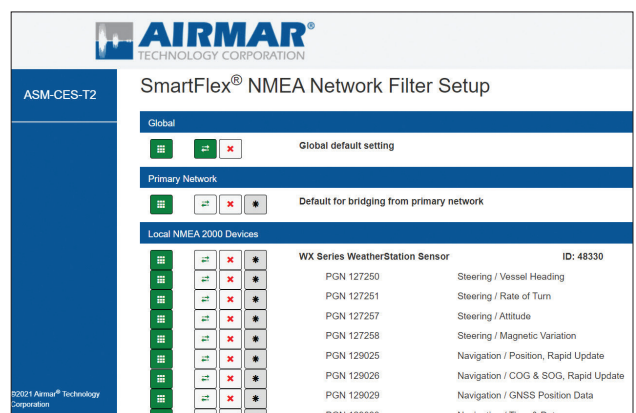 AIRMAR®
TECHNOLOGY CORPORATION
ASM-CES-T2
SmartFlex® NMEA Network Filter Setup
Global
Global default setting
Primary Network
Default for bridging from primary network
Local NMEA 2000 Devices
WX Series WeatherStation Sensor ID: 48330
PGN 127250 Steering / Vessel Heading
PGN 127251 Steering / Rate of Turn
PGN 127257 Steering / Attitude
PGN 127258 Steering / Magnetic Variation
PGN 129025 Navigation / Position, Rapid Update
PGN 129026 Navigation / COG & SOG, Rapid Update
PGN 129029 Navigation / GNSS Position Data
©2021 Airmar® Technology
Corporation